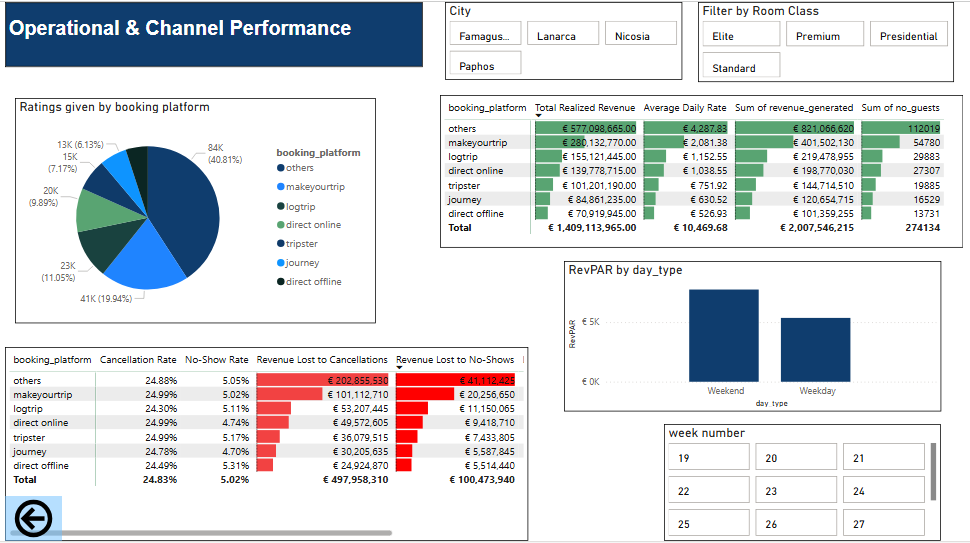 Operational & Channel Performance
City
Famagus...
Lanarca
Nicosia
Paphos
Filter by Room Class
Elite
Premium
Presidential
Standard
Ratings given by booking platform
84K
(40.81%)
41K (19.94%)
23K
(11.05%)
20K
(9.89%)
15K
(7.17%)
13K (6.13%)
booking_platform
others
makeyourtrip
logtrip
direct online
tripster
journey
direct offline
booking_platform Total Realized Revenue Average Daily Rate Sum of revenue_generated Sum of no_guests
others € 577,098,665.00 € 4,287.83 € 821,066,620 112019
makeyourtrip € 280,132,770.00 € 2,081.38 € 401,502,130 54780
logtrip € 155,121,445.00 € 1,152.55 € 219,478,955 29883
direct online € 139,778,715.00 € 1,038.55 € 198,770,030 27307
tripster € 101,201,190.00 € 751.92 € 144,714,510 19885
journey € 84,861,235.00 € 630.52 € 120,654,715 16529
direct offline € 70,919,945.00 € 526.93 € 101,359,255 13731
Total € 1,409,113,965.00 € 10,469.68 € 2,007,546,215 274134
RevPAR by day_type
RevPAR
€ 5K
€ 0K
Weekend
Weekday
day_type
booking_platform Cancellation Rate No-Show Rate Revenue Lost to Cancellations Revenue Lost to No-Shows
others 24.88% 5.05% € 202,855,530 € 41,112,425
makeyourtrip 24.99% 5.02% € 101,112,710 € 20,256,650
logtrip 24.30% 5.11% € 53,207,445 € 11,150,065
direct online 24.99% 4.74% € 49,572,605 € 9,418,710
tripster 24.99% 5.17% € 36,079,515 € 7,433,805
journey 24.78% 4.70% € 30,205,635 € 5,587,845
direct offline 24.49% 5.31% € 24,924,870 € 5,514,440
Total 24.83% 5.02% € 497,958,310 € 100,473,940
week number
19
20
21
22
23
24
25
26
27